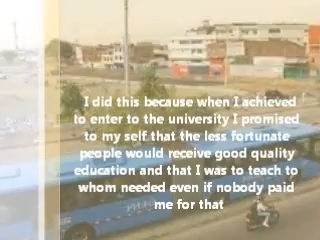 I did this because when I achieved
to enter to the university I promised
to my self that the less fortunate
people would receive good quality
education and that I was to teach to
whom needed even if nobody paid
me for that